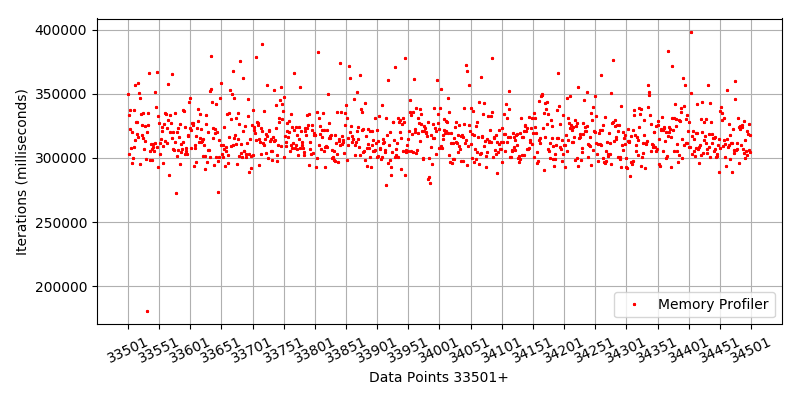 400000
350000
300000
250000
200000
Iterations (milliseconds)
Memory Profiler
33501 33551 33601 33651 33701 33751 33801 33851 33901 33951 34001 34051 34101 34151 34201 34251 34301 34351 34401 34451 34501
Data Points 33501+